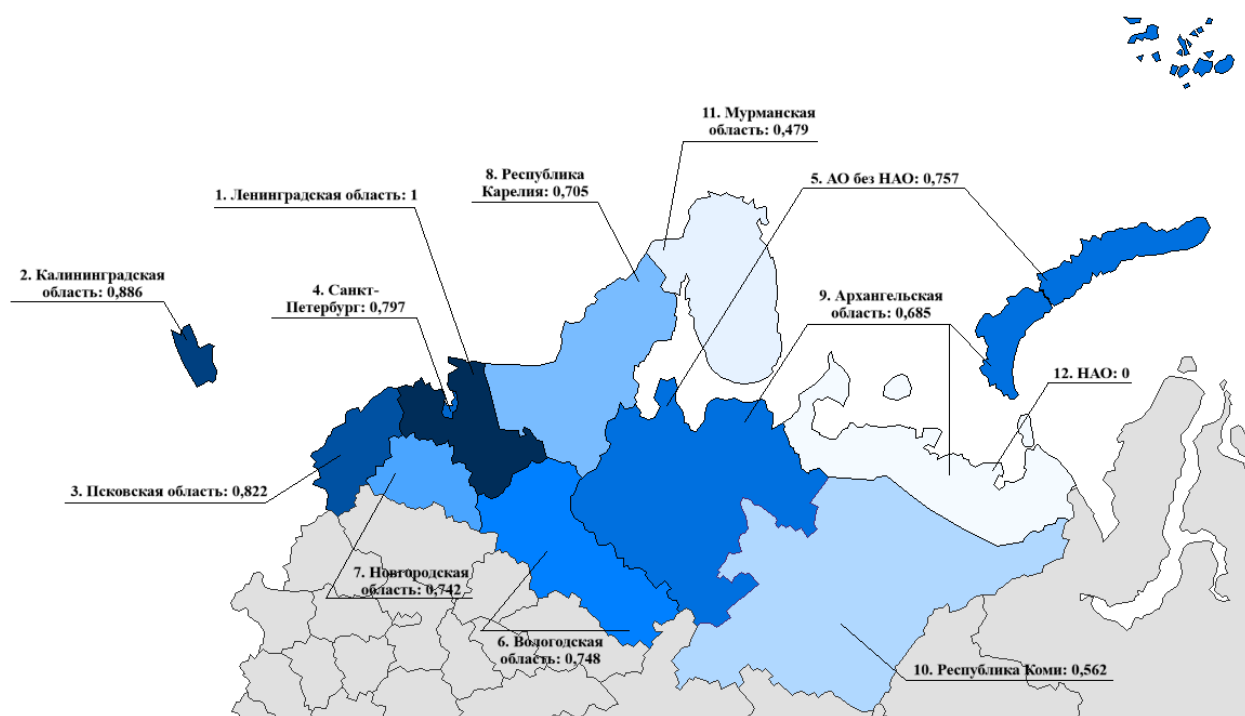 11. Мурманская
область: 0,479
8. Республика
Карелия: 0,705
5. АО без НАО: 0,757
1. Ленинградская область: 1
2. Калининградская
область: 0,886
4. Санкт-
Петербург: 0,797
9. Архангельская
область: 0,685
12. НАО: 0
3. Псковская область: 0,822
7. Новгородская
область: 0,742
6. Вологодская
область: 0,748
10. Республика Коми: 0,562